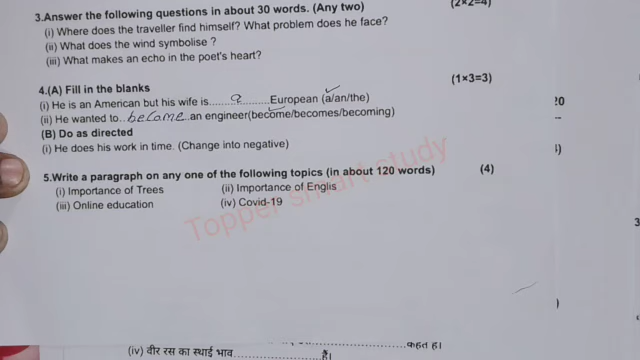 3.Answer the following questions in about 30 words. (Any two) (2×2=4)
(i) Where does the traveller find himself? What problem does he face?
(ii) What does the wind symbolise ?
(iii) What makes an echo in the poet's heart?
4.(A) Fill in the blanks (1×3=3)
(i) He is an American but his wife is........a...........European (a/an/the)
(ii) He wanted to..become..an engineer(become/becomes/becoming)
(B) Do as directed
(i) He does his work in time. (Change into negative)
5.Write a paragraph on any one of the following topics (in about 120 words) (4)
(i) Importance of Trees (ii) Importance of Englis
(iii) Online education (iv) Covid-19
Topper smart study
20
3
कहत ह।
(iv) वीर रस का स्थाई भाव........................हैं।